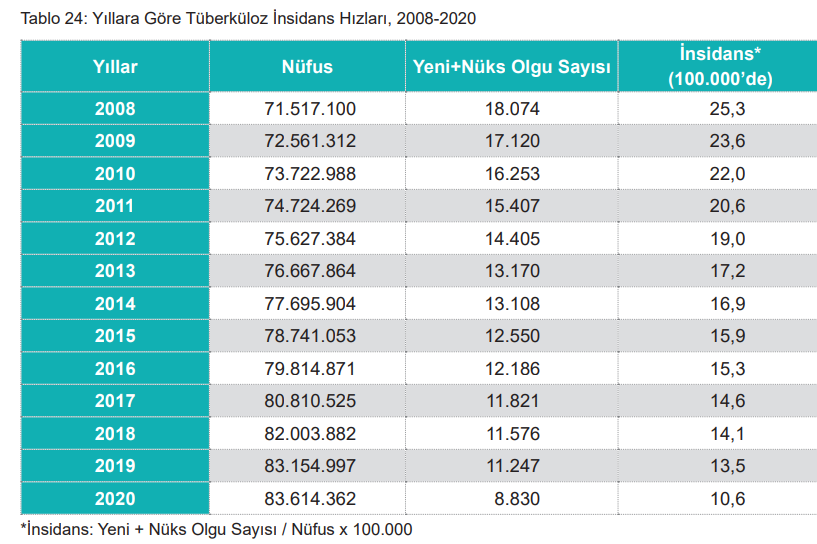 Tablo 24: Yıllara Göre Tüberküloz İnsidans Hızları, 2008-2020
Yıllar Nüfus Yeni+Nüks Olgu Sayısı İnsidans* (100.000’de)
2008 71.517.100 18.074 25,3
2009 72.561.312 17.120 23,6
2010 73.722.988 16.253 22,0
2011 74.724.269 15.407 20,6
2012 75.627.384 14.405 19,0
2013 76.667.864 13.170 17,2
2014 77.695.904 13.108 16,9
2015 78.741.053 12.550 15,9
2016 79.814.871 12.186 15,3
2017 80.810.525 11.821 14,6
2018 82.003.882 11.576 14,1
2019 83.154.997 11.247 13,5
2020 83.614.362 8.830 10,6
*İnsidans: Yeni + Nüks Olgu Sayısı / Nüfus x 100.000